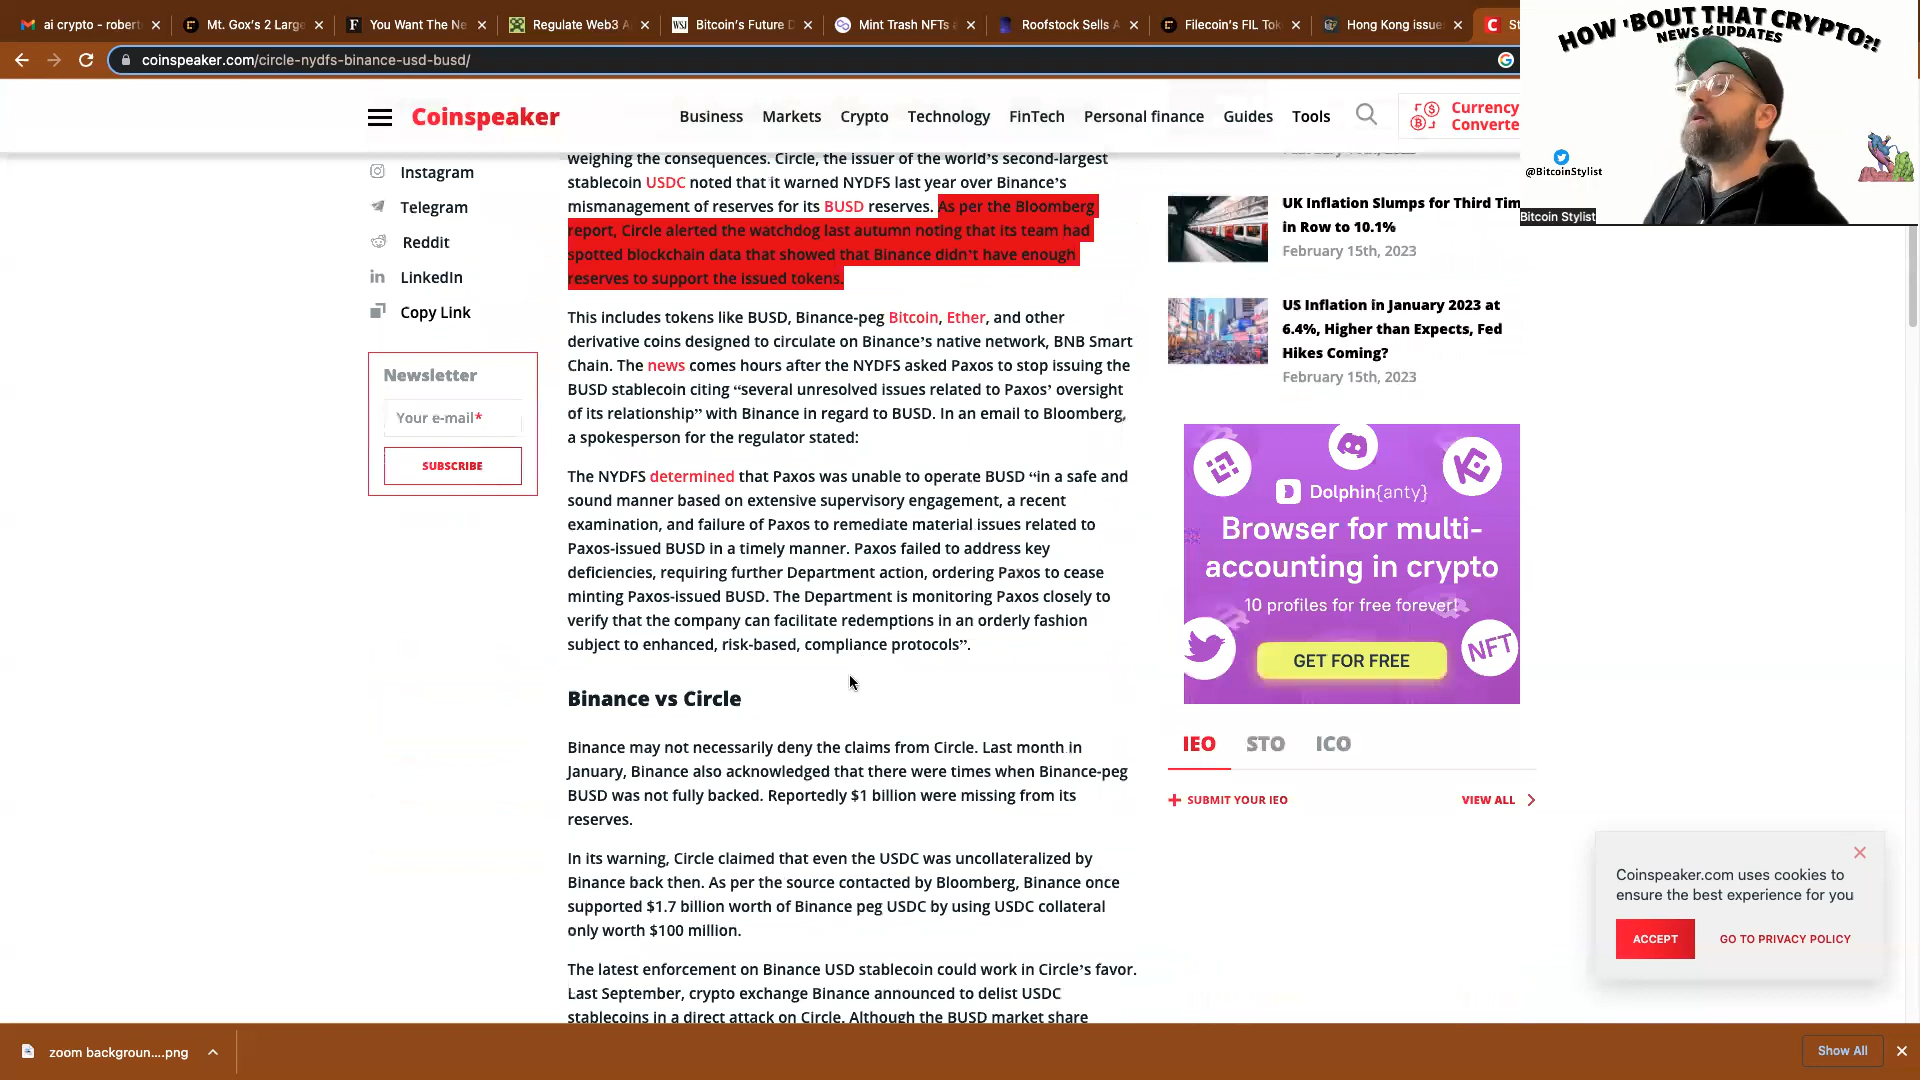 ai crypto - rober
Mt. Gox's 2 Large
You Want The Ne
Regulate Web3 A
Bitcoin's Future D
Mint Trash NFTs a
Roofstock Sells A
Filecoin's FIL Tok
Hong Kong issue
St
HOW 'BOUT THAT CRYPTO?!
NEWS & UPDATES
coinspeaker.com/circle-nydfs-binance-usd-busd/
Coinspeaker
Business
Markets
Crypto
Technology
FinTech
Personal finance
Guides
Tools
Currency
Converte
@BitcoinStylist
Bitcoin Stylist
Instagram
Telegram
Reddit
LinkedIn
Copy Link
Newsletter
Your e-mail*
SUBSCRIBE
weighing the consequences. Circle, the issuer of the world's second-largest
stablecoin USDC noted that it warned NYDFS last year over Binance's
mismanagement of reserves for its BUSD reserves. As per the Bloomberg
report, Circle alerted the watchdog last autumn noting that its team had
spotted blockchain data that showed that Binance didn't have enough
reserves to support the issued tokens.
This includes tokens like BUSD, Binance-peg Bitcoin, Ether, and other
derivative coins designed to circulate on Binance's native network, BNB Smart
Chain. The news comes hours after the NYDFS asked Paxos to stop issuing the
BUSD stablecoin citing “several unresolved issues related to Paxos’ oversight
of its relationship” with Binance in regard to BUSD. In an email to Bloomberg,
a spokesperson for the regulator stated:
The NYDFS determined that Paxos was unable to operate BUSD “in a safe and
sound manner based on extensive supervisory engagement, a recent
examination, and failure of Paxos to remediate material issues related to
Paxos-issued BUSD in a timely manner. Paxos failed to address key
deficiencies, requiring further Department action, ordering Paxos to cease
minting Paxos-issued BUSD. The Department is monitoring Paxos closely to
verify that the company can facilitate redemptions in an orderly fashion
subject to enhanced, risk-based, compliance protocols”.
Binance vs Circle
Binance may not necessarily deny the claims from Circle. Last month in
January, Binance also acknowledged that there were times when Binance-peg
BUSD was not fully backed. Reportedly $1 billion were missing from its
reserves.
In its warning, Circle claimed that even the USDC was uncollateralized by
Binance back then. As per the source contacted by Bloomberg, Binance once
supported $1.7 billion worth of Binance peg USDC by using USDC collateral
only worth $100 million.
The latest enforcement on Binance USD stablecoin could work in Circle's favor.
Last September, crypto exchange Binance announced to delist USDC
stablecoins in a direct attack on Circle. Although the BUSD market share
UK Inflation Slumps for Third Tim
in Row to 10.1%
February 15th, 2023
US Inflation in January 2023 at
6.4%, Higher than Expects, Fed
Hikes Coming?
February 15th, 2023
Dolphin{anty}
Browser for multi-
accounting in crypto
10 profiles for free forever!
GET FOR FREE
NFT
IEO
STO
ICO
SUBMIT YOUR IEO
VIEW ALL
Coinspeaker.com uses cookies to
ensure the best experience for you
ACCEPT
GO TO PRIVACY POLICY
zoom backgroun....png
Show All